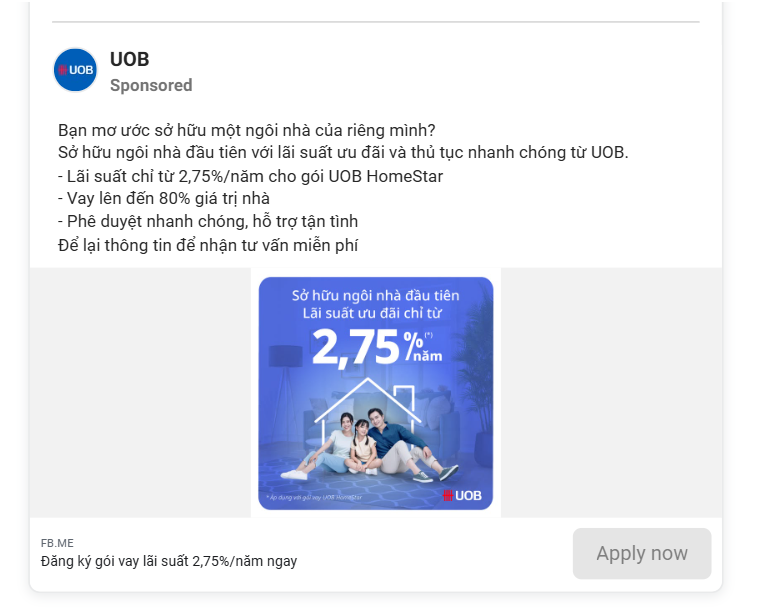 UOB
UOB
Sponsored
Bạn mơ ước sở hữu một ngôi nhà của riêng mình?
Sở hữu ngôi nhà đầu tiên với lãi suất ưu đãi và thủ tục nhanh chóng từ UOB.
- Lãi suất chỉ từ 2,75%/năm cho gói UOB HomeStar
- Vay lên đến 80% giá trị nhà
- Phê duyệt nhanh chóng, hỗ trợ tận tình
Để lại thông tin để nhận tư vấn miễn phí
Sở hữu ngôi nhà đầu tiên
Lãi suất ưu đãi chỉ từ
2,75%/năm(*)
* Áp dụng với gói vay UOB HomeStar
UOB
FB.ME
Đăng ký gói vay lãi suất 2,75%/năm ngay
Apply now